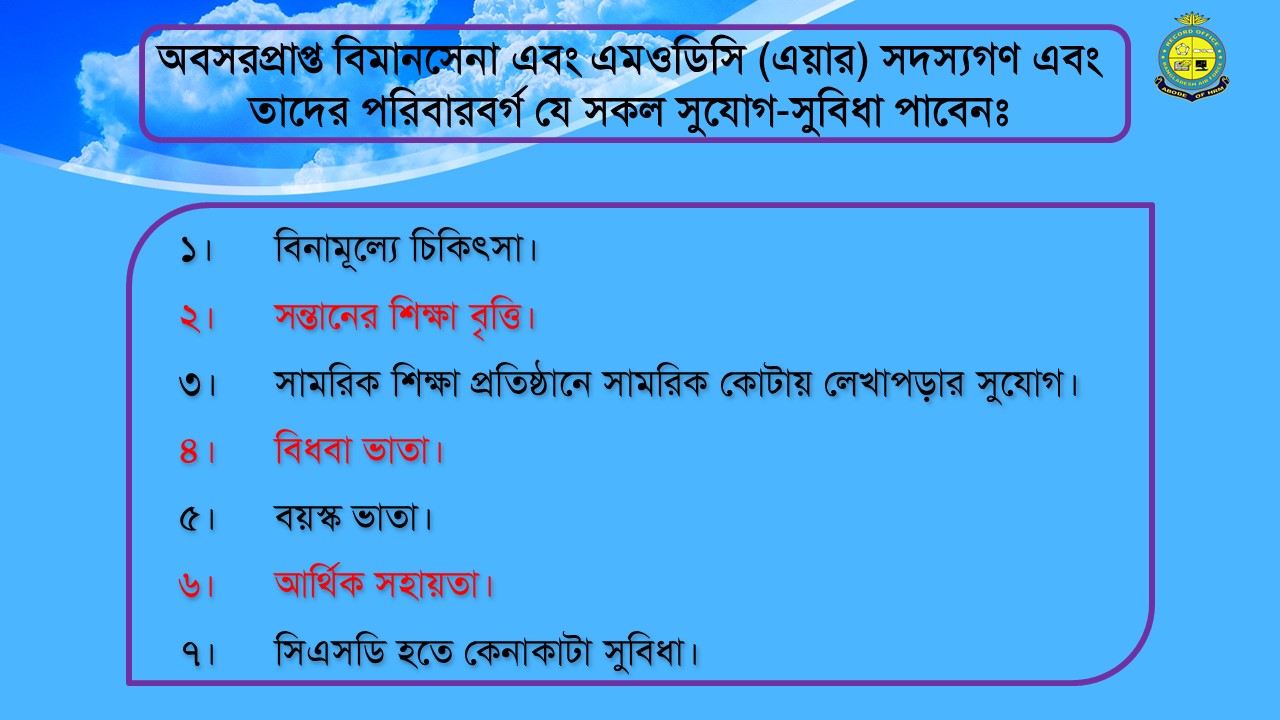 অবসরপ্রাপ্ত বিমানসেনা এবং এমওডিসি (এয়ার) সদস্যগণ এবং
তাদের পরিবারবর্গ যে সকল সুযোগ-সুবিধা পাবেনঃ
RECORD OFFICE
BANGLADESH AIR FORCE
ABODE OF HRM
১। বিনামূল্যে চিকিৎসা।
২। সন্তানের শিক্ষা বৃত্তি।
৩। সামরিক শিক্ষা প্রতিষ্ঠানে সামরিক কোটায় লেখাপড়ার সুযোগ।
৪। বিধবা ভাতা।
৫। বয়স্ক ভাতা।
৬। আর্থিক সহায়তা।
৭। সিএসডি হতে কেনাকাটা সুবিধা।